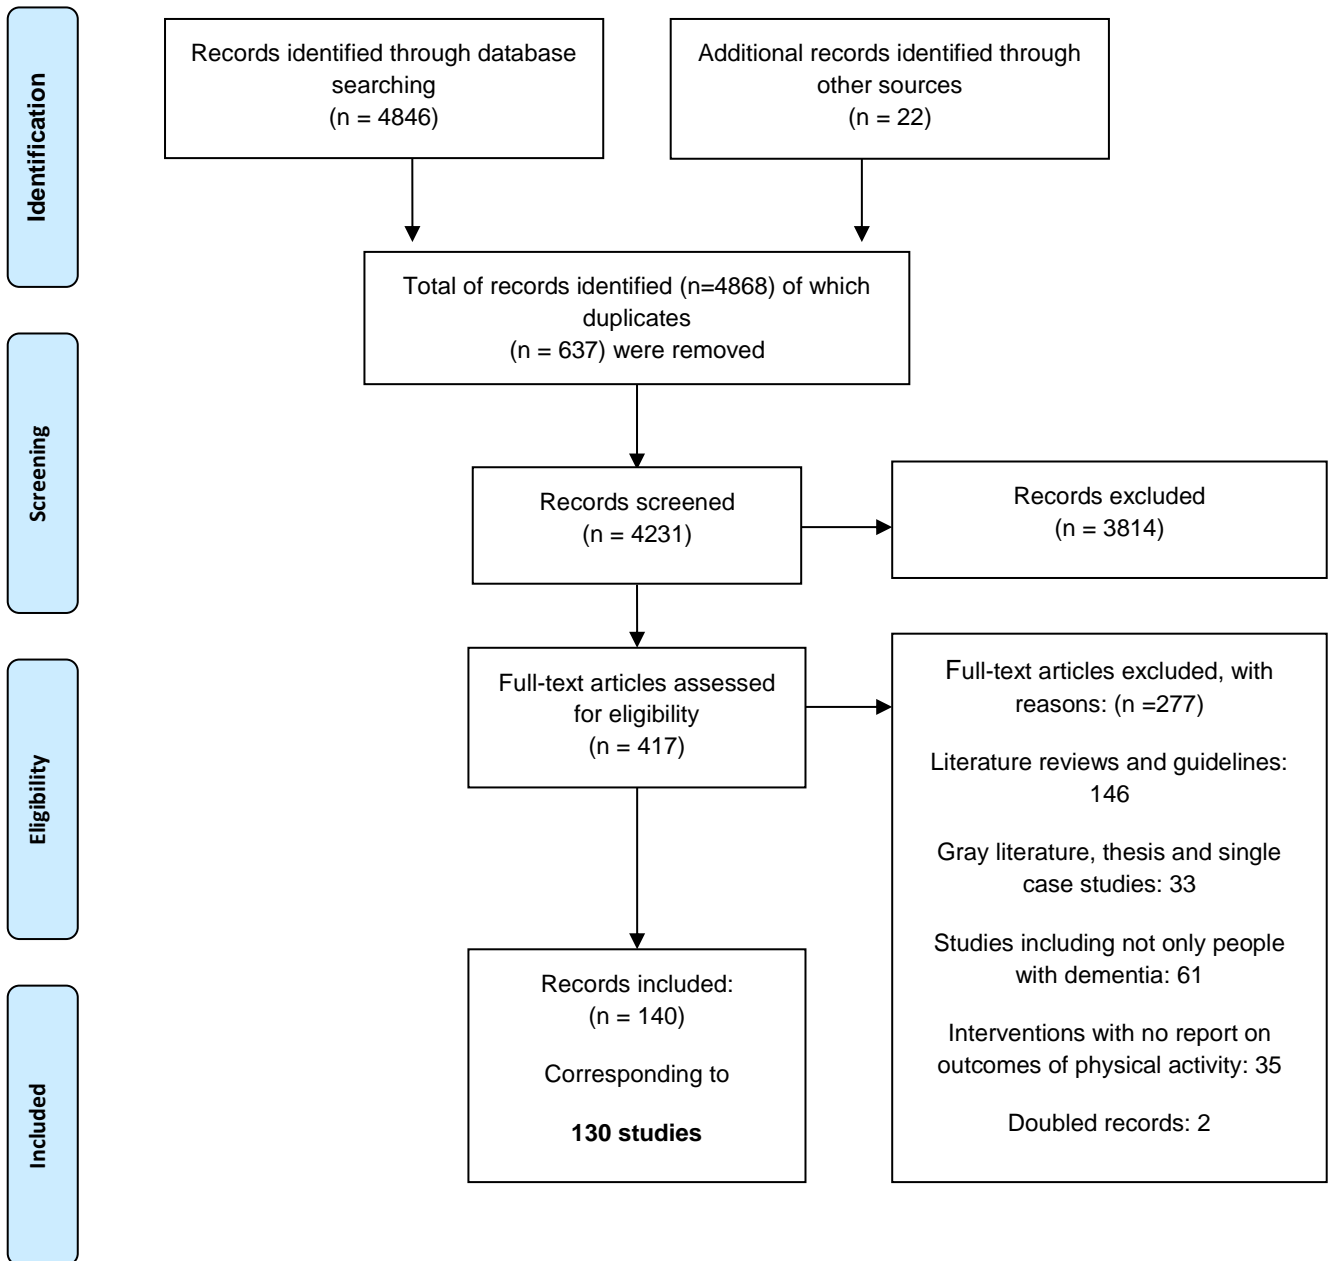 Identification
Records identified through database
searching
(n = 4846)
Additional records identified through
other sources
(n = 22)
Total of records identified (n=4868) of which
duplicates
(n = 637) were removed
Screening
Records screened
(n = 4231)
Records excluded
(n = 3814)
Eligibility
Full-text articles assessed
for eligibility
(n = 417)
Full-text articles excluded, with
reasons: (n =277)
Literature reviews and guidelines:
146
Gray literature, thesis and single
case studies: 33
Studies including not only people
with dementia: 61
Interventions with no report on
outcomes of physical activity: 35
Doubled records: 2
Included
Records included:
(n = 140)
Corresponding to
130 studies